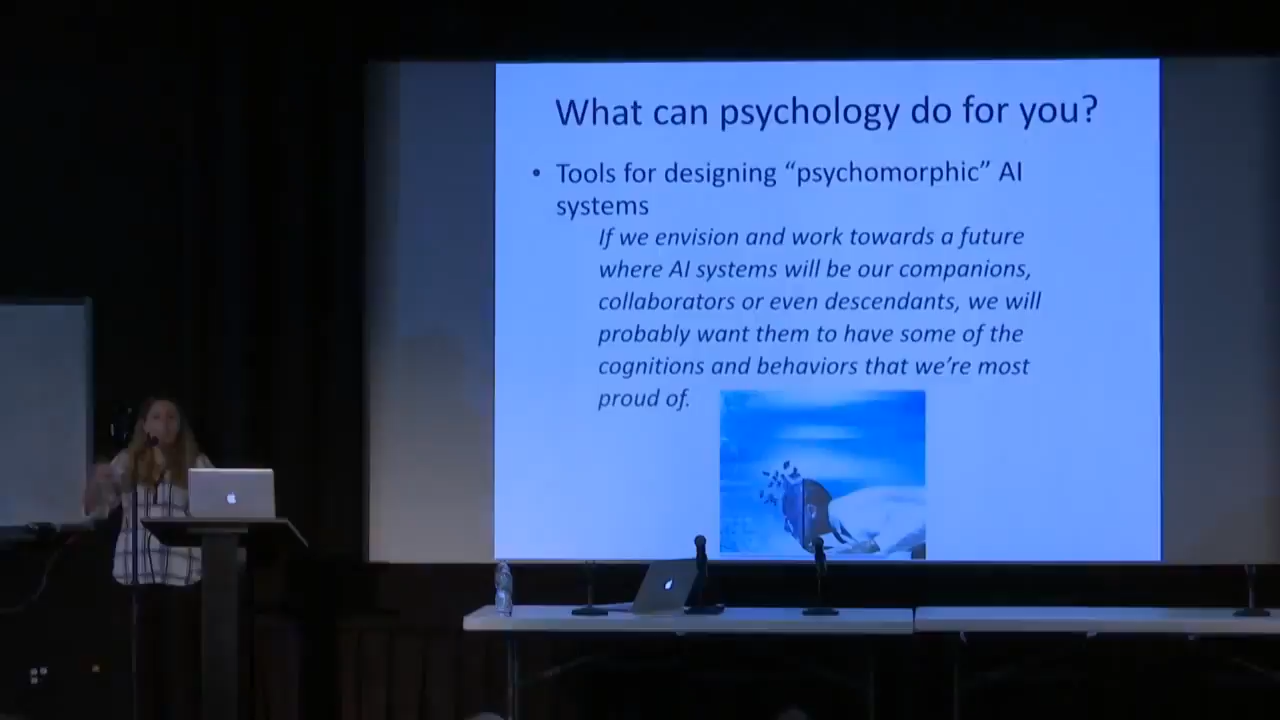 What can psychology do for you?
• Tools for designing “psychomorphic” AI
systems
If we envision and work towards a future
where AI systems will be our companions,
collaborators or even descendants, we will
probably want them to have some of the
cognitions and behaviors that we’re most
proud of.